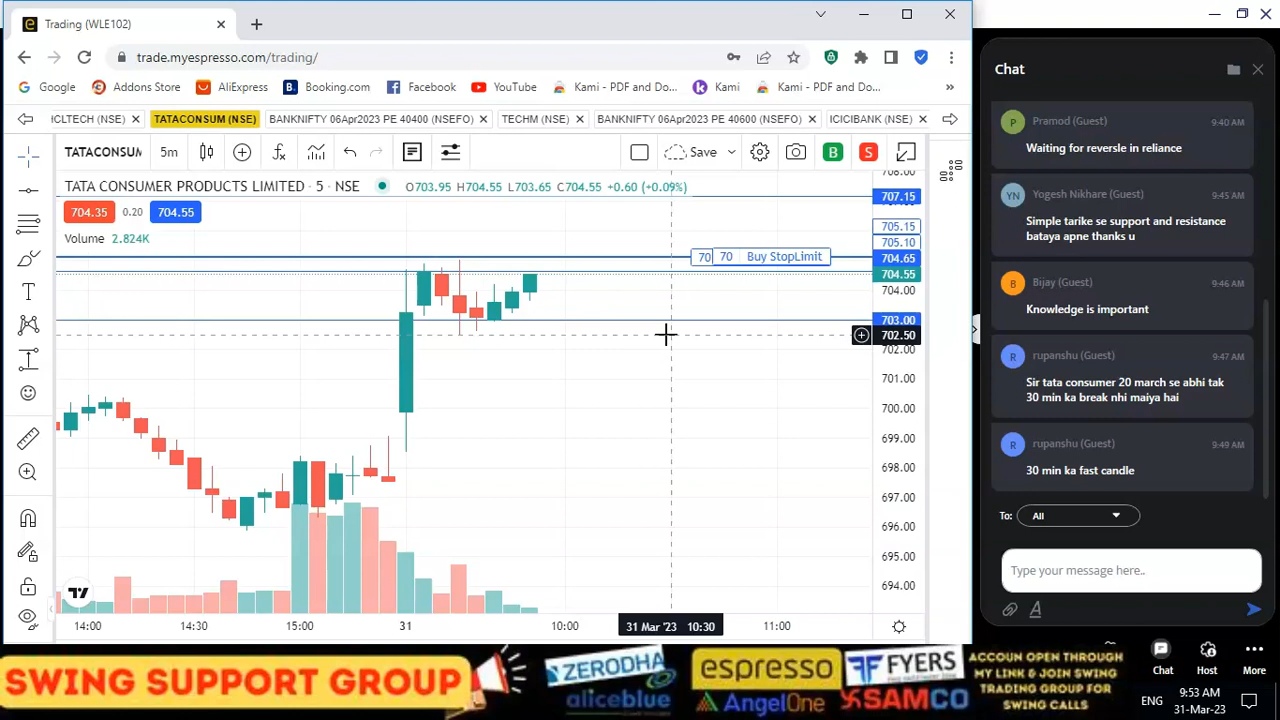 Trading (WLE102)
trade.myespresso.com/trading/
Google Addons Store AliExpress Booking.com Facebook YouTube Kami - PDF and Do... Kami Kami - PDF and Do...
HCLTECH (NSE) TATACONSUM (NSE) BANKNIFTY 06Apr2023 PE 40400 (NSEFO) TECHM (NSE) BANKNIFTY 06Apr2023 PE 40600 (NSEFO) ICICIBANK (NSE)
TATACONSUM 5m Save B S
TATA CONSUMER PRODUCTS LIMITED · 5 · NSE O703.95 H704.55 L703.65 C704.55 +0.60 (+0.09%)
704.35 0.20 704.55
Volume 2.824K
70 70 Buy StopLimit
708.00
707.15
705.15
705.10
704.65
704.55
704.00
703.00
702.50
702.00
701.00
700.00
699.00
698.00
697.00
696.00
695.00
694.00
14:00 14:30 15:00 31 10:00 31 Mar '23 10:30 11:00
Chat
P Pramod (Guest) 9:40 AM
Waiting for reversle in reliance
YN Yogesh Nikhare (Guest) 9:45 AM
Simple tarike se support and resistance
bataya apne thanks u
B Bijay (Guest) 9:46 AM
Knowledge is important
R rupanshu (Guest) 9:47 AM
Sir tata consumer 20 march se abhi tak
30 min ka break nhi maiya hai
R rupanshu (Guest) 9:49 AM
30 min ka fast candle
To: All
Type your message here..
Chat Host More
SWING SUPPORT GROUP
ZERODHA
aliceblue
espresso
AngelOne
FYERS
SAMCO
ACCOUN OPEN THROUGH
MY LINK & JOIN SWING
TRADING GROUP FOR
SWING CALLS
ENG 9:53 AM
31-Mar-23